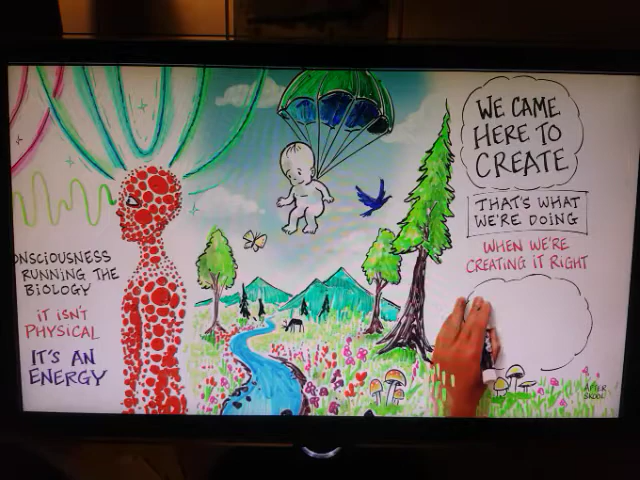 ONSCIOUSNESS
RUNNING THE
BIOLOGY
IT ISN'T
PHYSICAL
IT'S AN
ENERGY
WE CAME
HERE TO
CREATE
THAT'S WHAT
WE'RE DOING
WHEN WE'RE
CREATING IT RIGHT
AFTER
SKOOL